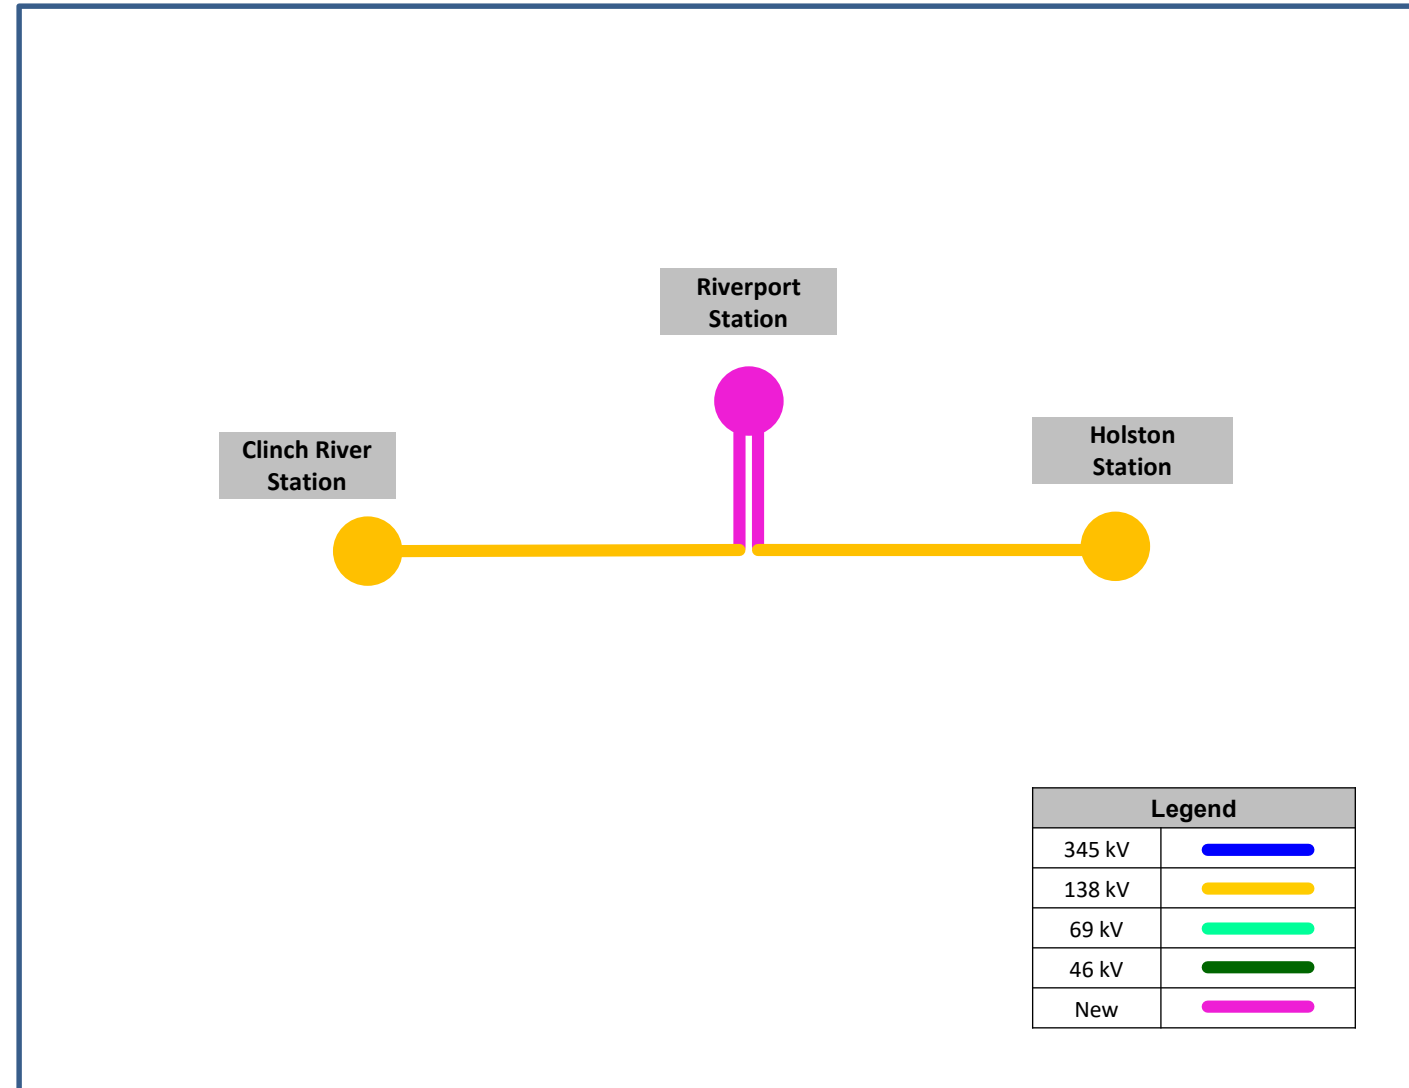 Riverport
Station
Clinch River
Station
Holston
Station
Legend
345 kV
138 kV
69 kV
46 kV
New